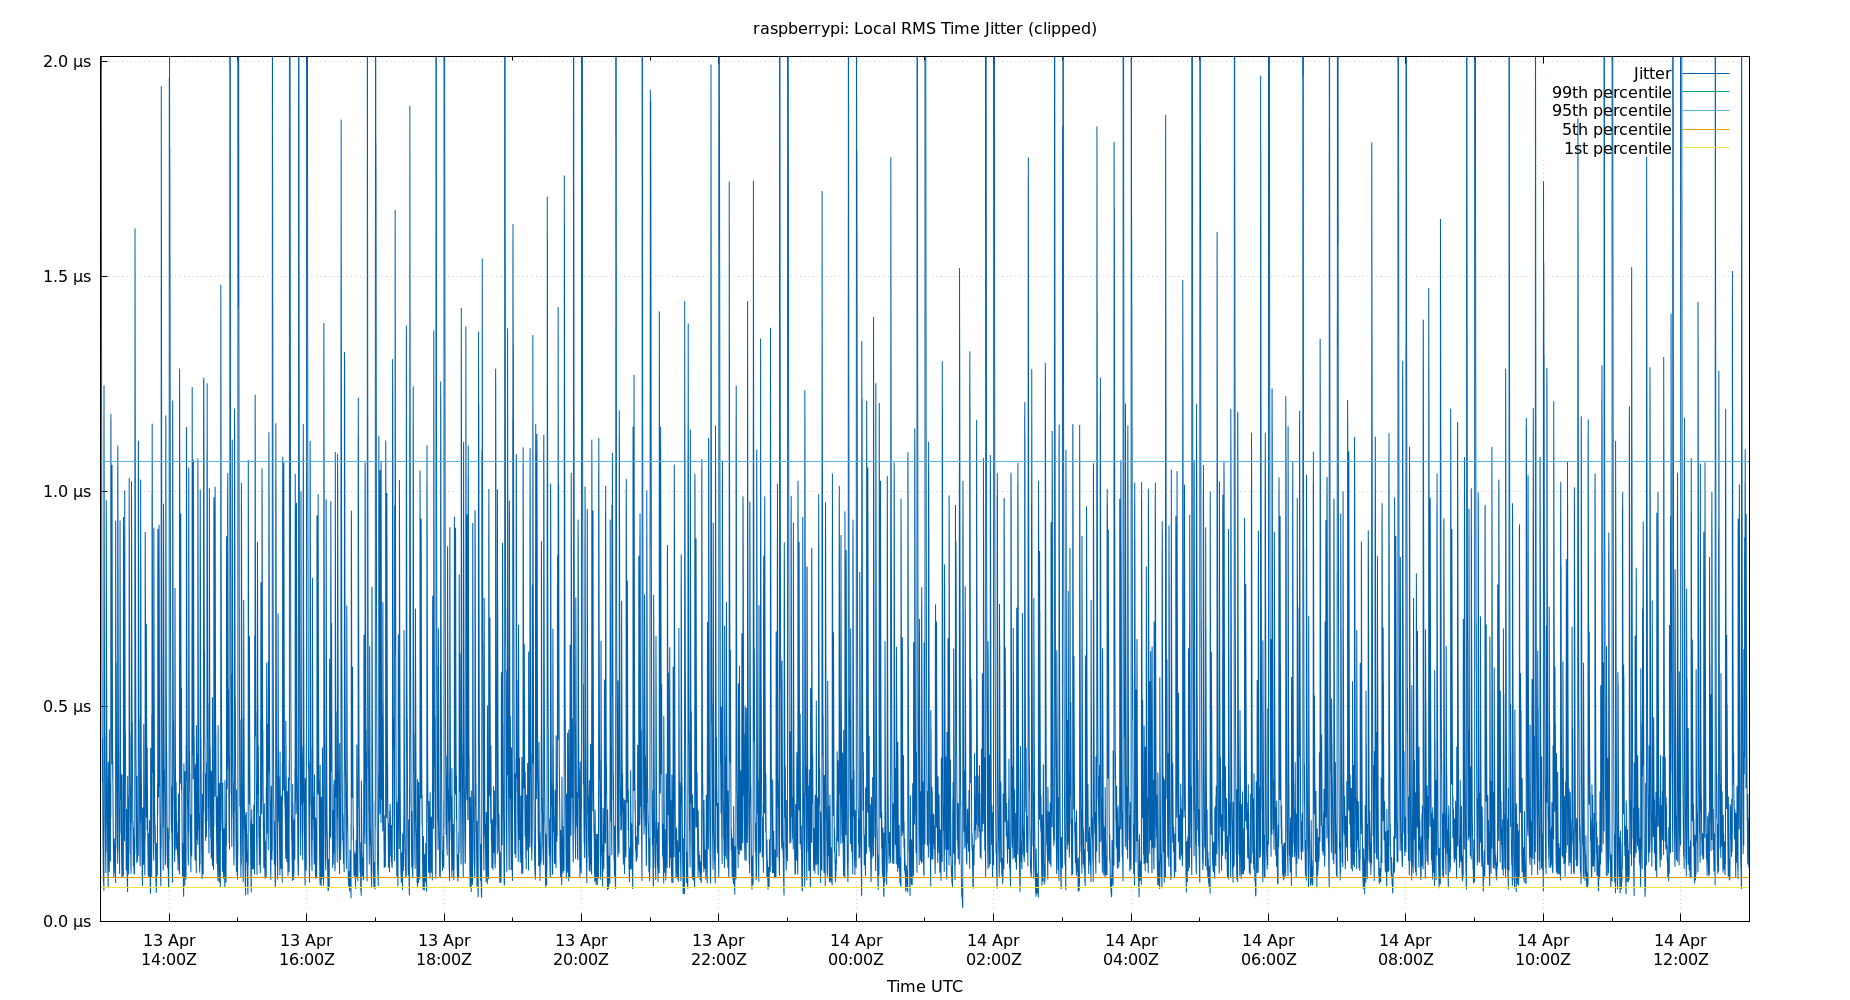 raspberrypi: Local RMS Time Jitter (clipped)
2.0 μs
1.5 μs
1.0 μs
0.5 μs
0.0 μs
Jitter
99th percentile
95th percentile
5th percentile
1st percentile
13 Apr 13 Apr 13 Apr 13 Apr 13 Apr 14 Apr 14 Apr 14 Apr 14 Apr 14 Apr 14 Apr 14 Apr
14:00Z 16:00Z 18:00Z 20:00Z 22:00Z 00:00Z 02:00Z 04:00Z 06:00Z 08:00Z 10:00Z 12:00Z
Time UTC